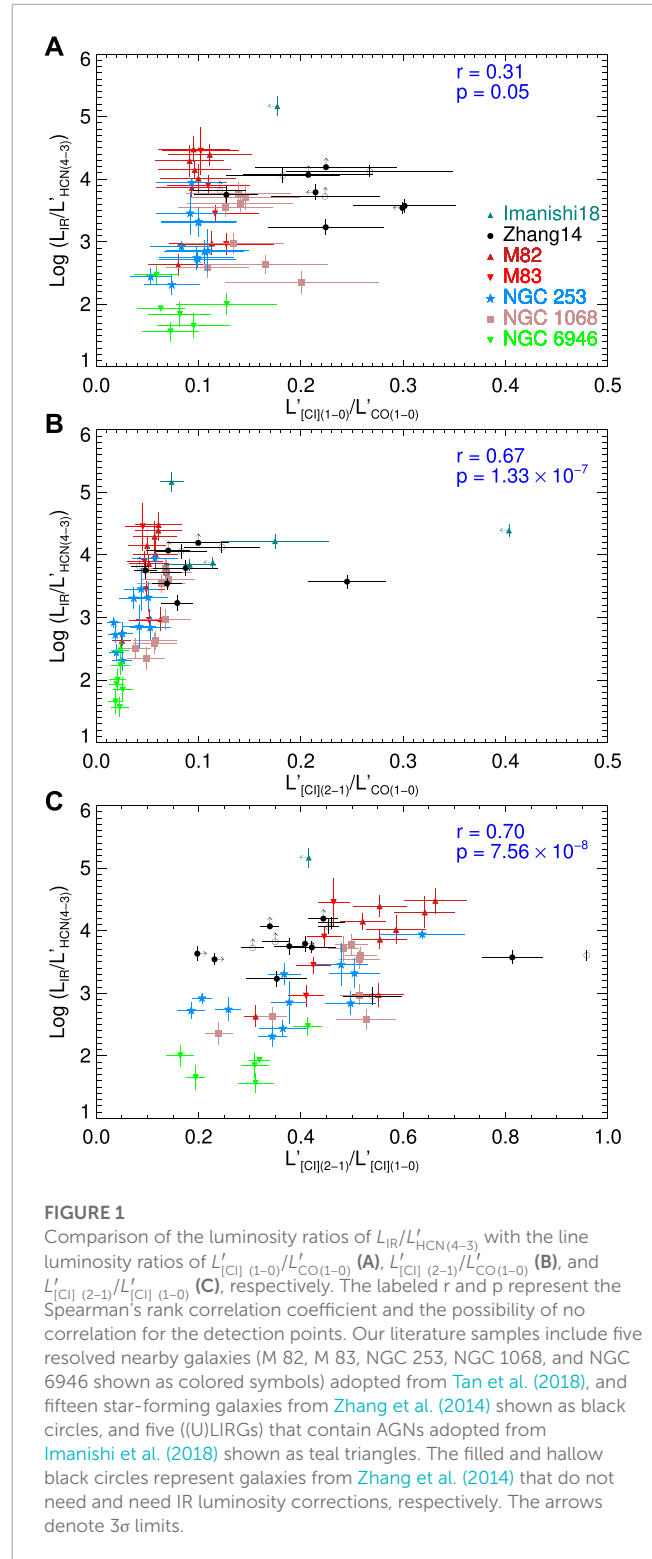 A
r = 0.31
p = 0.05
6
5
4
3
2
1
Log (L_IR/L'_HCN(4−3))
Imanishi18
Zhang14
M82
M83
NGC 253
NGC 1068
NGC 6946
0.0 0.1 0.2 0.3 0.4 0.5
L'_[CI](1−0)/L'_CO(1−0)
B
r = 0.67
p = 1.33 × 10^−7
6
5
4
3
2
1
Log (L_IR/L'_HCN(4−3))
0.0 0.1 0.2 0.3 0.4 0.5
L'_[CI](2−1)/L'_CO(1−0)
C
r = 0.70
p = 7.56 × 10^−8
6
5
4
3
2
1
Log (L_IR/L'_HCN(4−3))
0.0 0.2 0.4 0.6 0.8 1.0
L'_[CI](2−1)/L'_[CI](1−0)
FIGURE 1
Comparison of the luminosity ratios of L_IR/L′_HCN(4−3) with the line
luminosity ratios of L′_[CI] (1−0)/L′_CO(1−0) (A), L′_[CI] (2−1)/L′_CO(1−0) (B), and
L′_[CI] (2−1)/L′_[CI] (1−0) (C), respectively. The labeled r and p represent the
Spearman's rank correlation coefficient and the possibility of no
correlation for the detection points. Our literature samples include five
resolved nearby galaxies (M 82, M 83, NGC 253, NGC 1068, and NGC
6946 shown as colored symbols) adopted from Tan et al. (2018), and
fifteen star-forming galaxies from Zhang et al. (2014) shown as black
circles, and five ((U)LIRGs) that contain AGNs adopted from
Imanishi et al. (2018) shown as teal triangles. The filled and hallow
black circles represent galaxies from Zhang et al. (2014) that do not
need and need IR luminosity corrections, respectively. The arrows
denote 3σ limits.